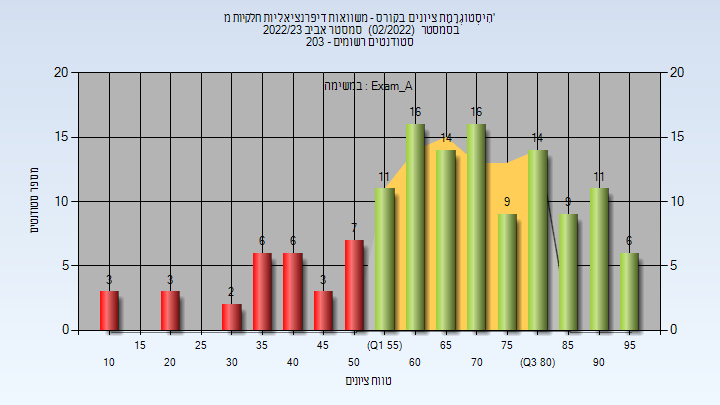 היסטוגרמת ציונים בקורס - משוואות דיפרנציאליות חלקיות מ'
בסמסטר (02/2022) סמסטר אביב 2022/23
סטודנטים רשומים - 203
במשימה : Exam_A
מספר סטודנטים
20 20
15 15
10 10
5 5
0 0
3 3 2 6 6 3 7 11 16 14 16 9 14 9 11 6
15 25 35 45 (Q1 55) 65 75 85 95
10 20 30 40 50 60 70 (Q3 80) 90
טווח ציונים